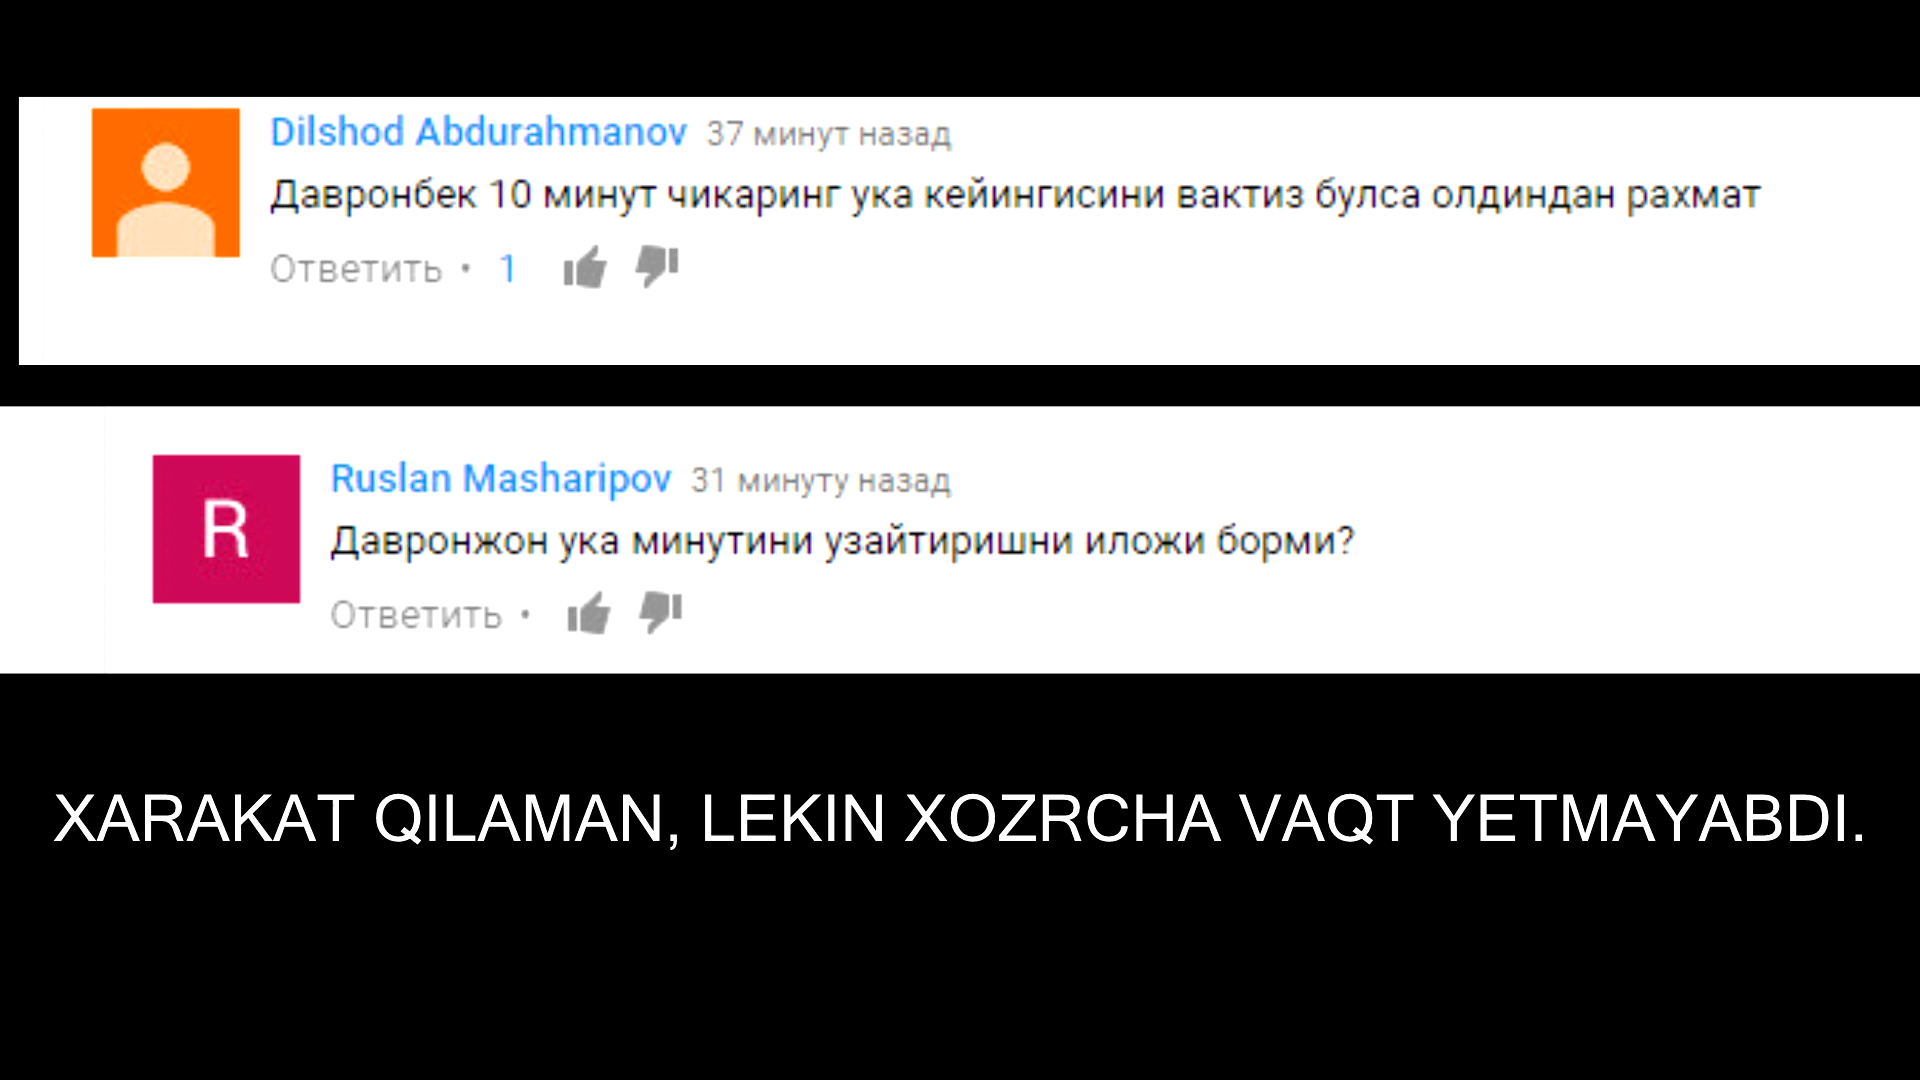 Dilshod Abdurahmanov 37 минут назад
Давронбек 10 минут чикаринг ука кейингисини вактиз булса олдиндан рахмат
Ответить • 1
R
Ruslan Masharipov 31 минуту назад
Давронжон ука минутини узайтиришни иложи борми?
Ответить •
XARAKAT QILAMAN, LEKIN XOZRCHA VAQT YETMAYABDI.